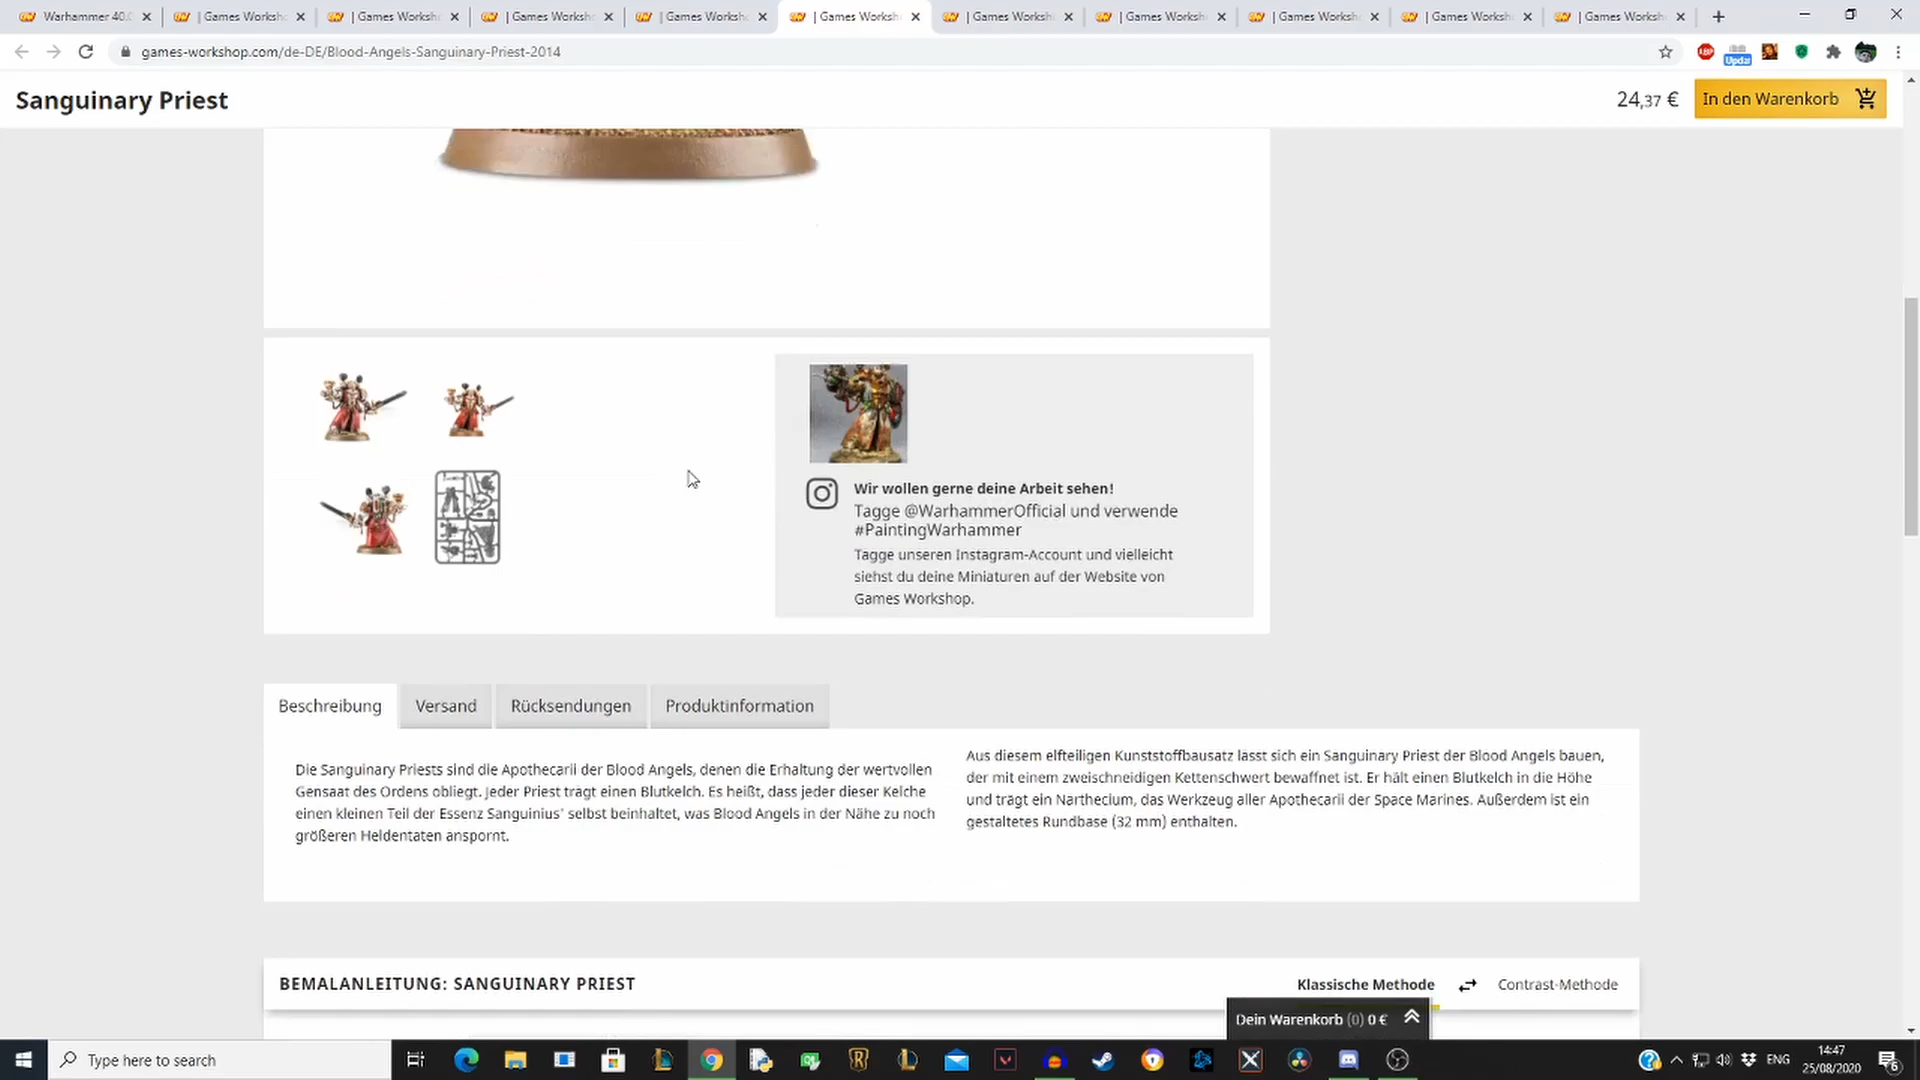 Warhammer 40.
| Games Worksh
| Games Worksh
| Games Worksh
| Games Worksh
| Games Worksh
| Games Worksh
| Games Worksh
| Games Worksh
| Games Worksh
| Games Worksh
games-workshop.com/de-DE/Blood-Angels-Sanguinary-Priest-2014
ABP
Updat
Sanguinary Priest
24,37 €
In den Warenkorb
Wir wollen gerne deine Arbeit sehen!
Tagge @WarhammerOfficial und verwende
#PaintingWarhammer
Tagge unseren Instagram-Account und vielleicht
siehst du deine Miniaturen auf der Website von
Games Workshop.
Beschreibung
Versand
Rücksendungen
Produktinformation
Die Sanguinary Priests sind die Apothecarii der Blood Angels, denen die Erhaltung der wertvollen
Gensaat des Ordens obliegt. Jeder Priest trägt einen Blutkelch. Es heißt, dass jeder dieser Kelche
einen kleinen Teil der Essenz Sanguinius' selbst beinhaltet, was Blood Angels in der Nähe zu noch
größeren Heldentaten anspornt.
Aus diesem elfteiligen Kunststoffbausatz lässt sich ein Sanguinary Priest der Blood Angels bauen,
der mit einem zweischneidigen Kettenschwert bewaffnet ist. Er hält einen Blutkelch in die Höhe
und trägt ein Narthecium, das Werkzeug aller Apothecarii der Space Marines. Außerdem ist ein
gestaltetes Rundbase (32 mm) enthalten.
BEMALANLEITUNG: SANGUINARY PRIEST
Klassische Methode
Contrast-Methode
Dein Warenkorb (0) 0 €
Type here to search
ENG
14:47
25/08/2020
6